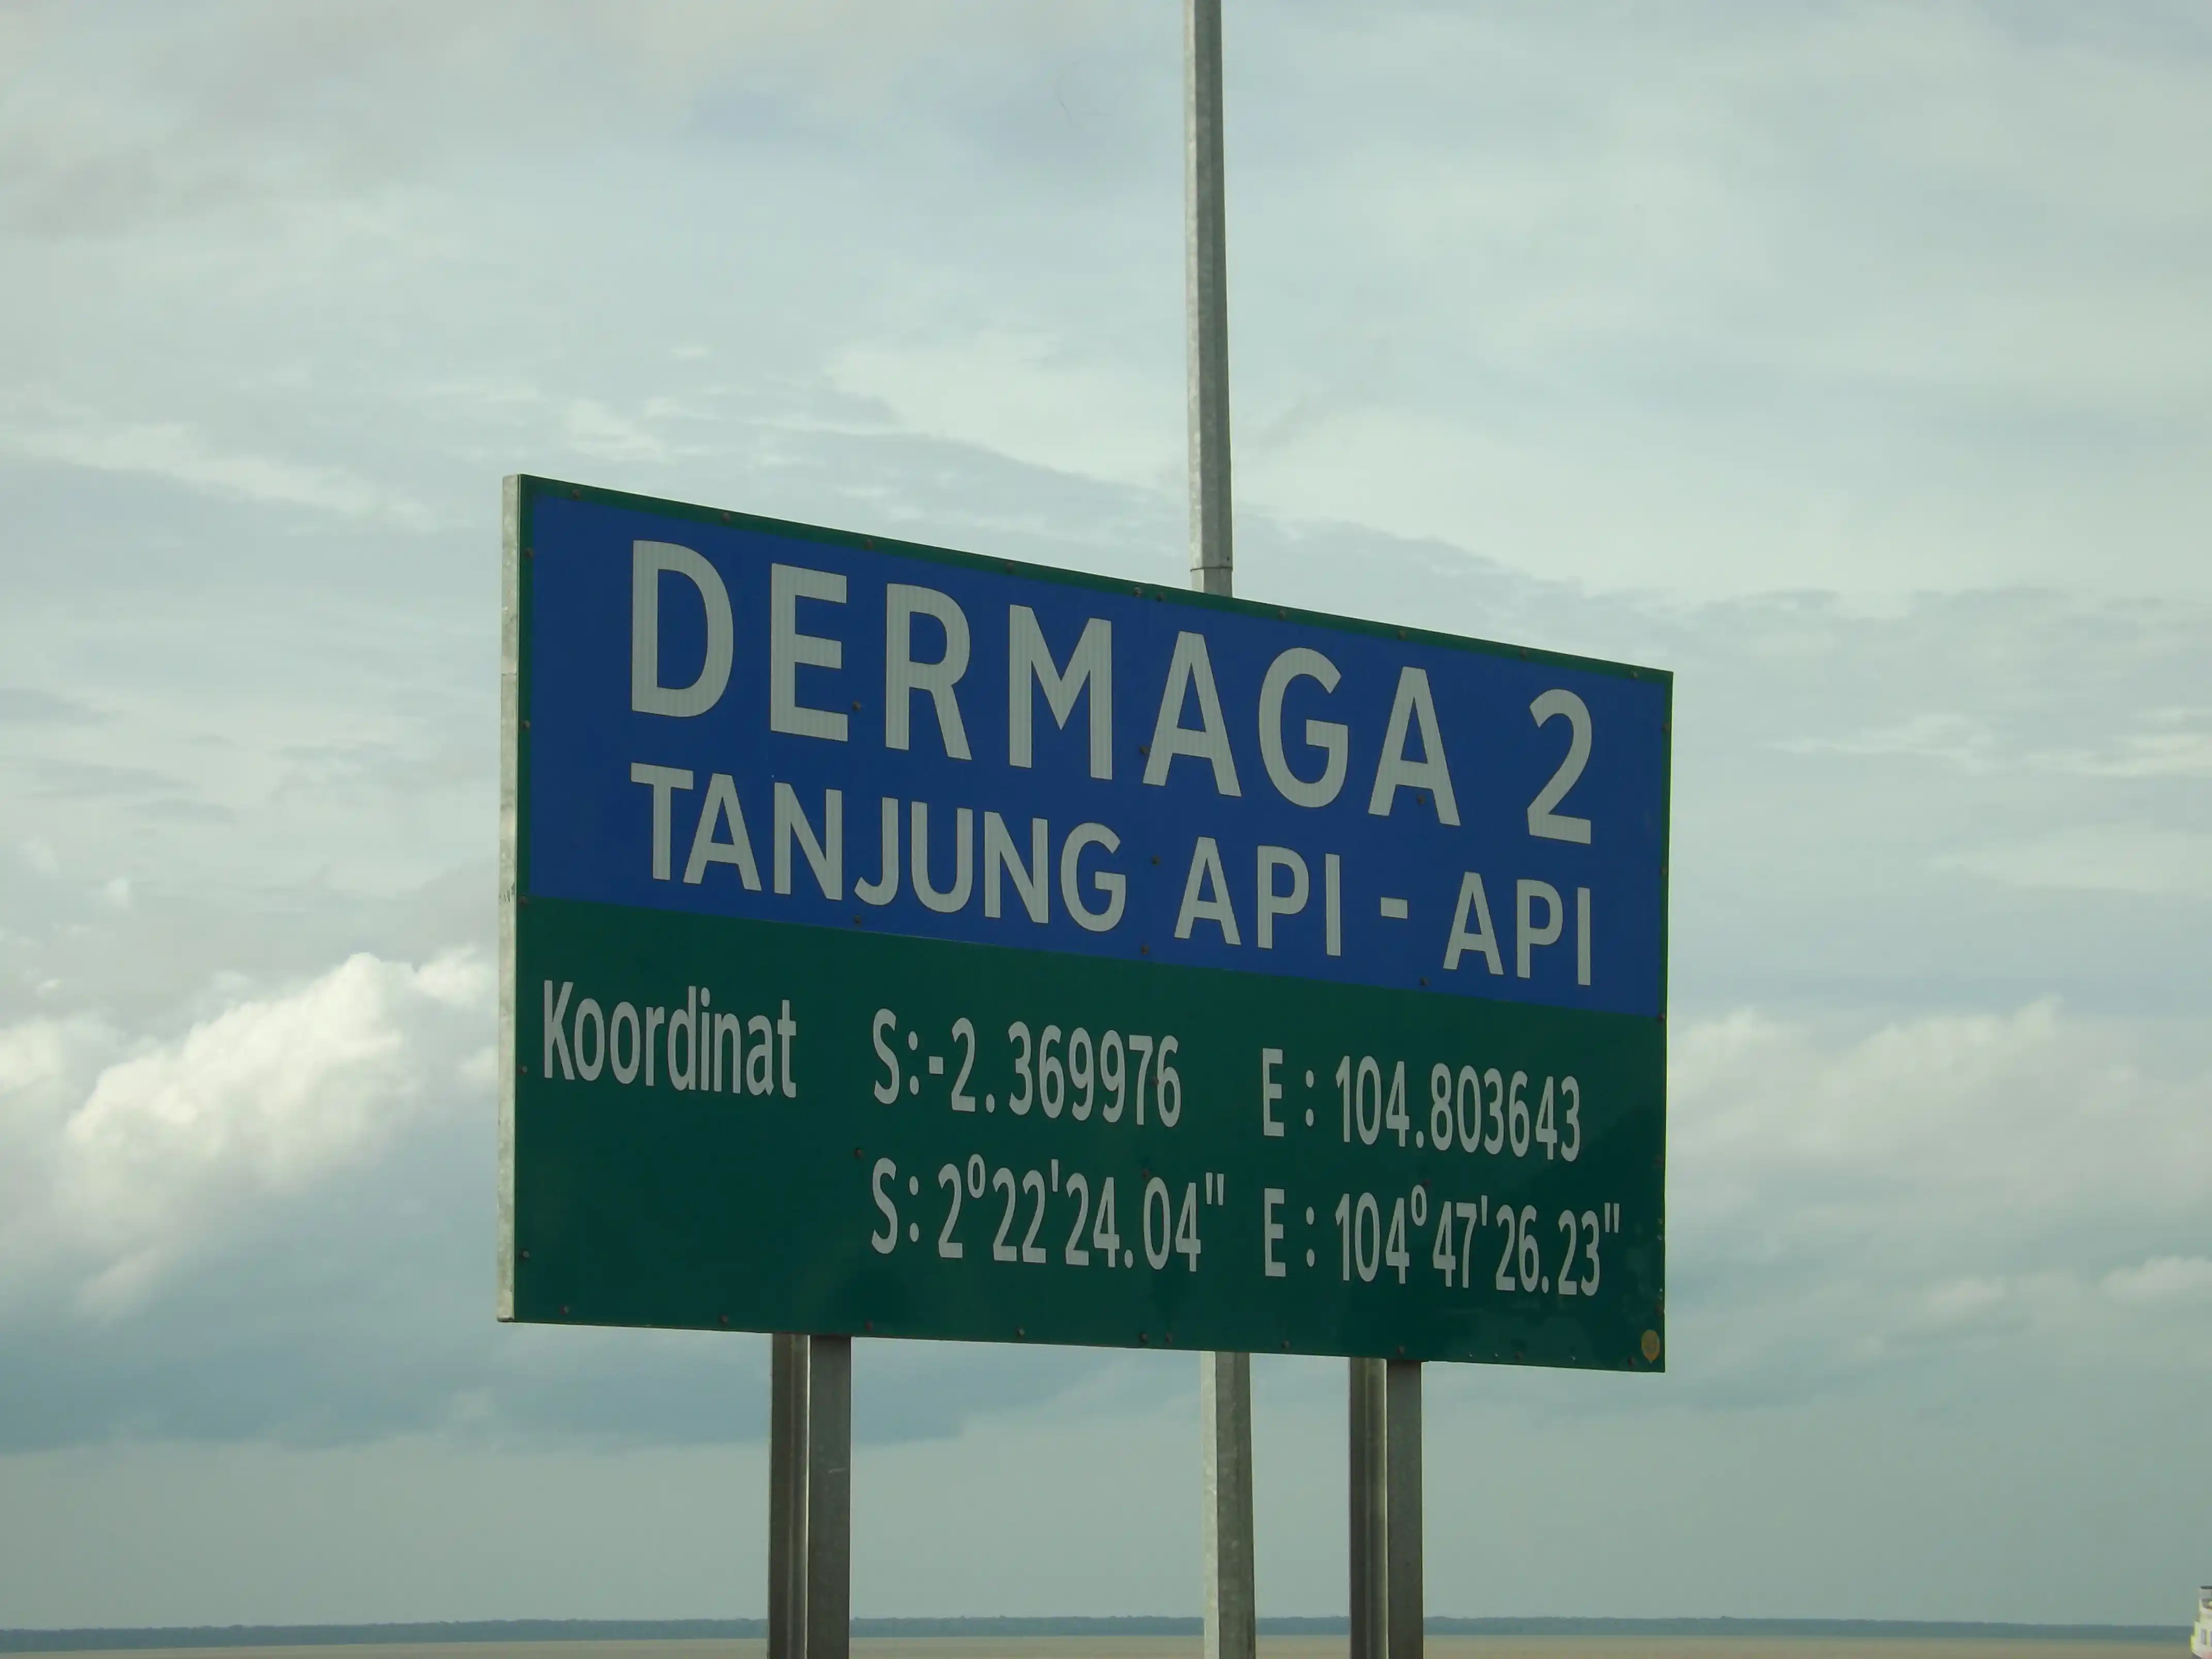 DERMAGA 2
TANJUNG API - API
Koordinat S:-2.369976 E : 104.803643
S: 2°22'24.04" E : 104°47'26.23"